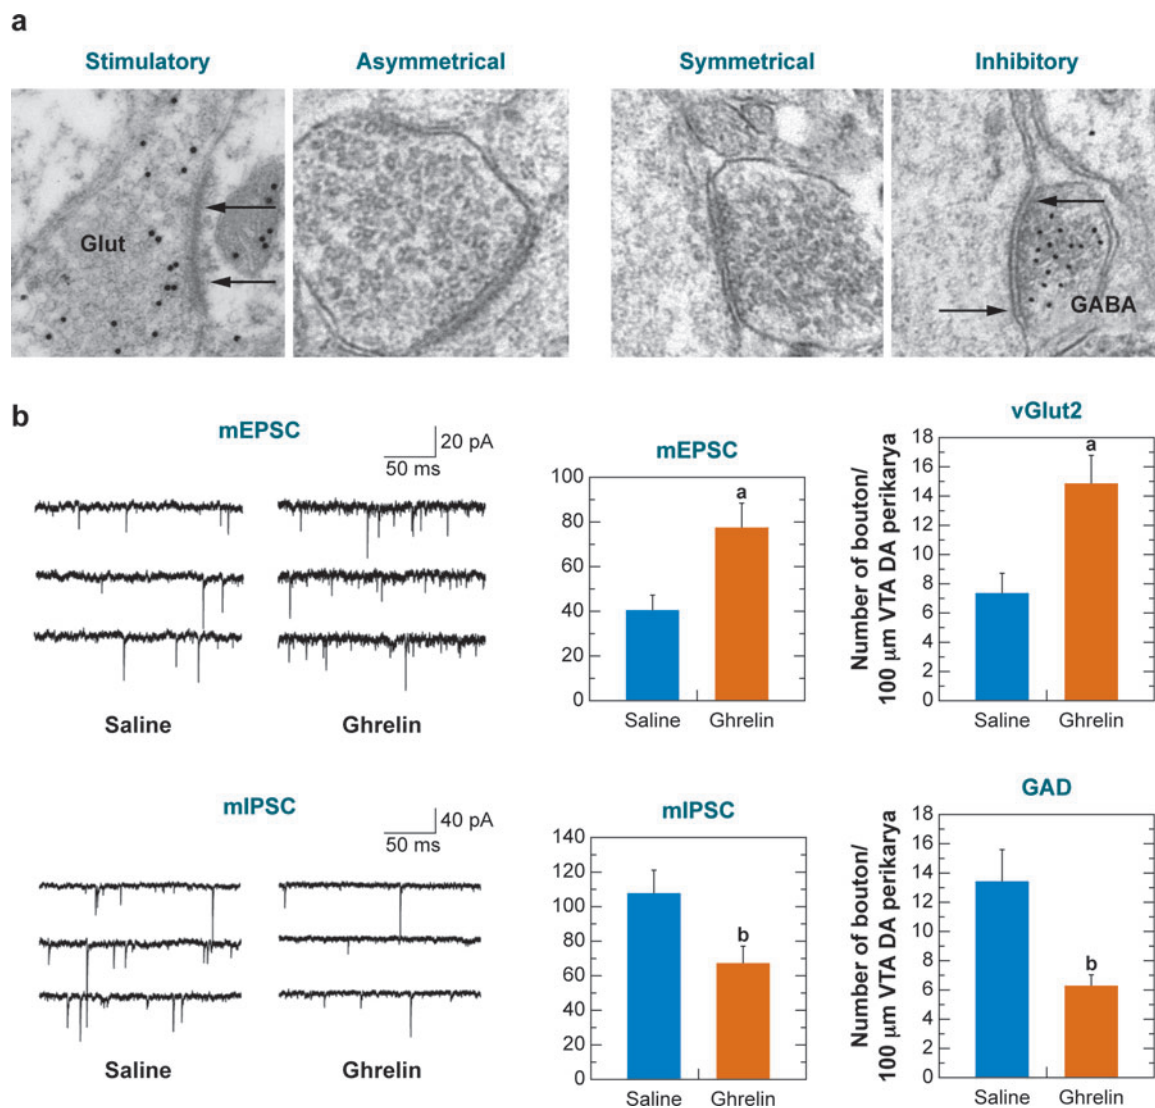 a
Stimulatory
Asymmetrical
Symmetrical
Inhibitory
Glut
GABA
b
mEPSC
20 pA
50 ms
Saline
Ghrelin
mEPSC
100
80
60
40
20
0
a
Saline
Ghrelin
vGlut2
Number of bouton/
100 μm VTA DA perikarya
18
16
14
12
10
8
6
4
2
0
a
Saline
Ghrelin
mIPSC
40 pA
50 ms
Saline
Ghrelin
mIPSC
140
120
100
80
60
40
20
0
b
Saline
Ghrelin
GAD
Number of bouton/
100 μm VTA DA perikarya
18
16
14
12
10
8
6
4
2
0
b
Saline
Ghrelin